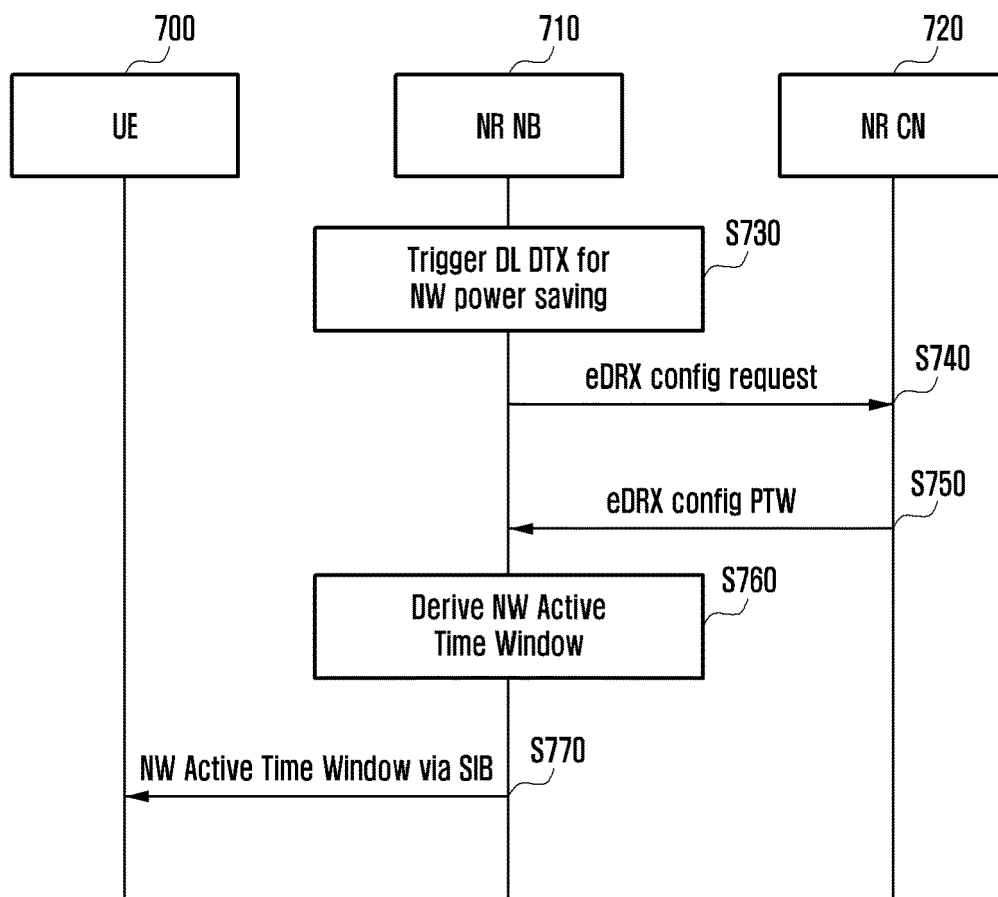 700
710
720
UE
NR NB
NR CN
S730
Trigger DL DTX for
NW power saving
S740
eDRX config request
S750
eDRX config PTW
S760
Derive NW Active
Time Window
S770
NW Active Time Window via SIB